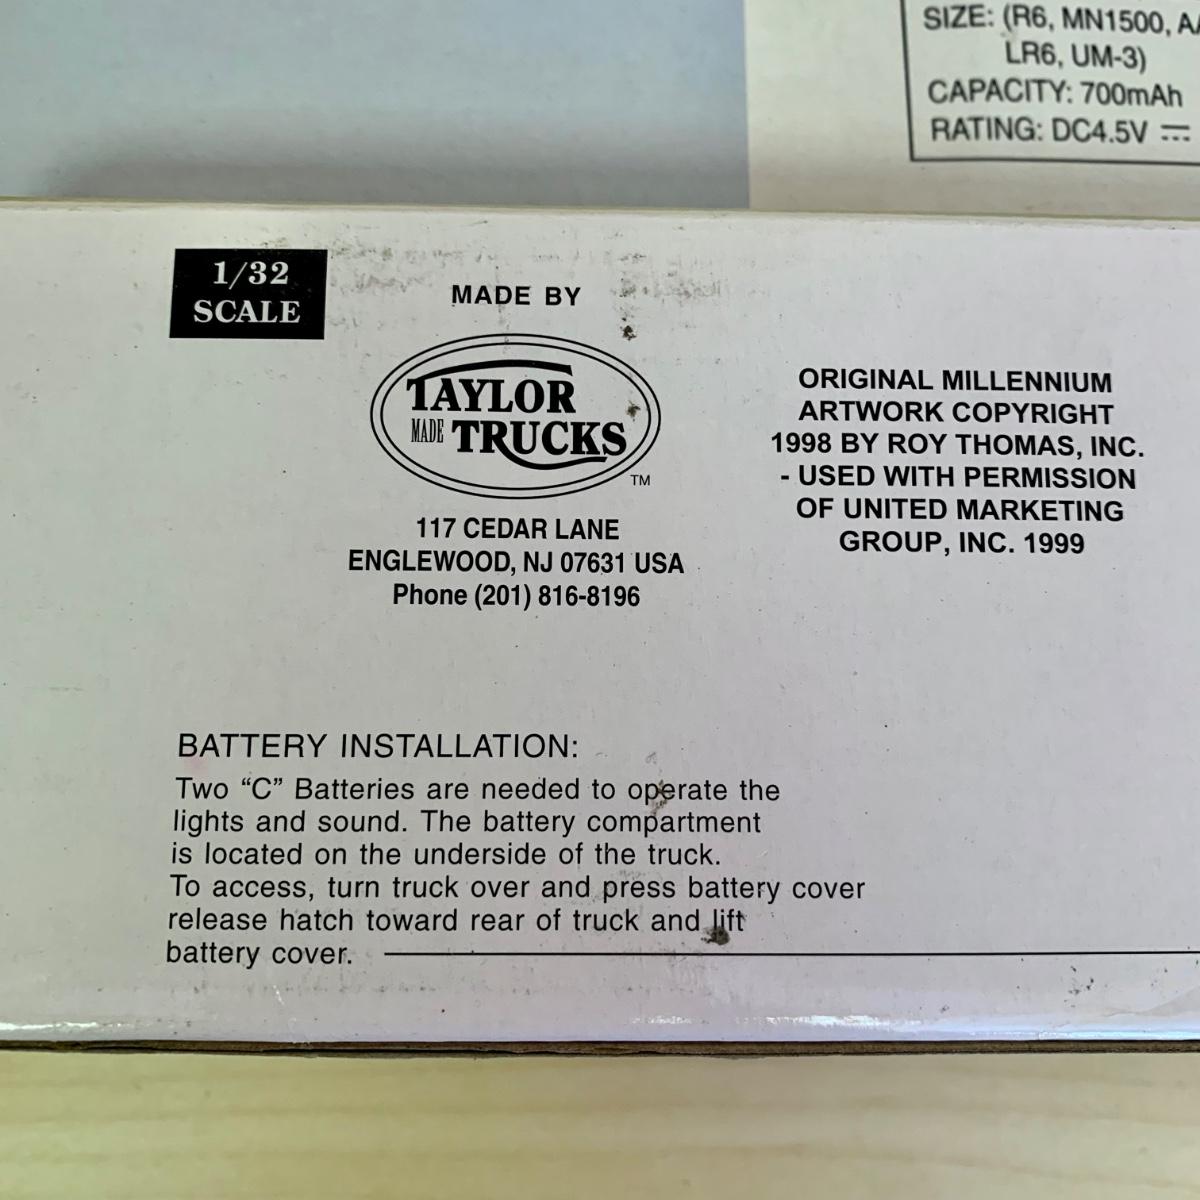 SIZE: (R6, MN1500,
LR6, UM-3)
CAPACITY: 700mAh
RATING: DC4.5V
1/32
SCALE
MADE BY
TAYLOR
MADE TRUCKS
TM
117 CEDAR LANE
ENGLEWOOD, NJ 07631 USA
Phone (201) 816-8196
ORIGINAL MILLENNIUM
ARTWORK COPYRIGHT
1998 BY ROY THOMAS, INC.
- USED WITH PERMISSION
OF UNITED MARKETING
GROUP, INC. 1999
BATTERY INSTALLATION:
Two “C” Batteries are needed to operate the
lights and sound. The battery compartment
is located on the underside of the truck.
To access, turn truck over and press battery cover
release hatch toward rear of truck and lift
battery cover.